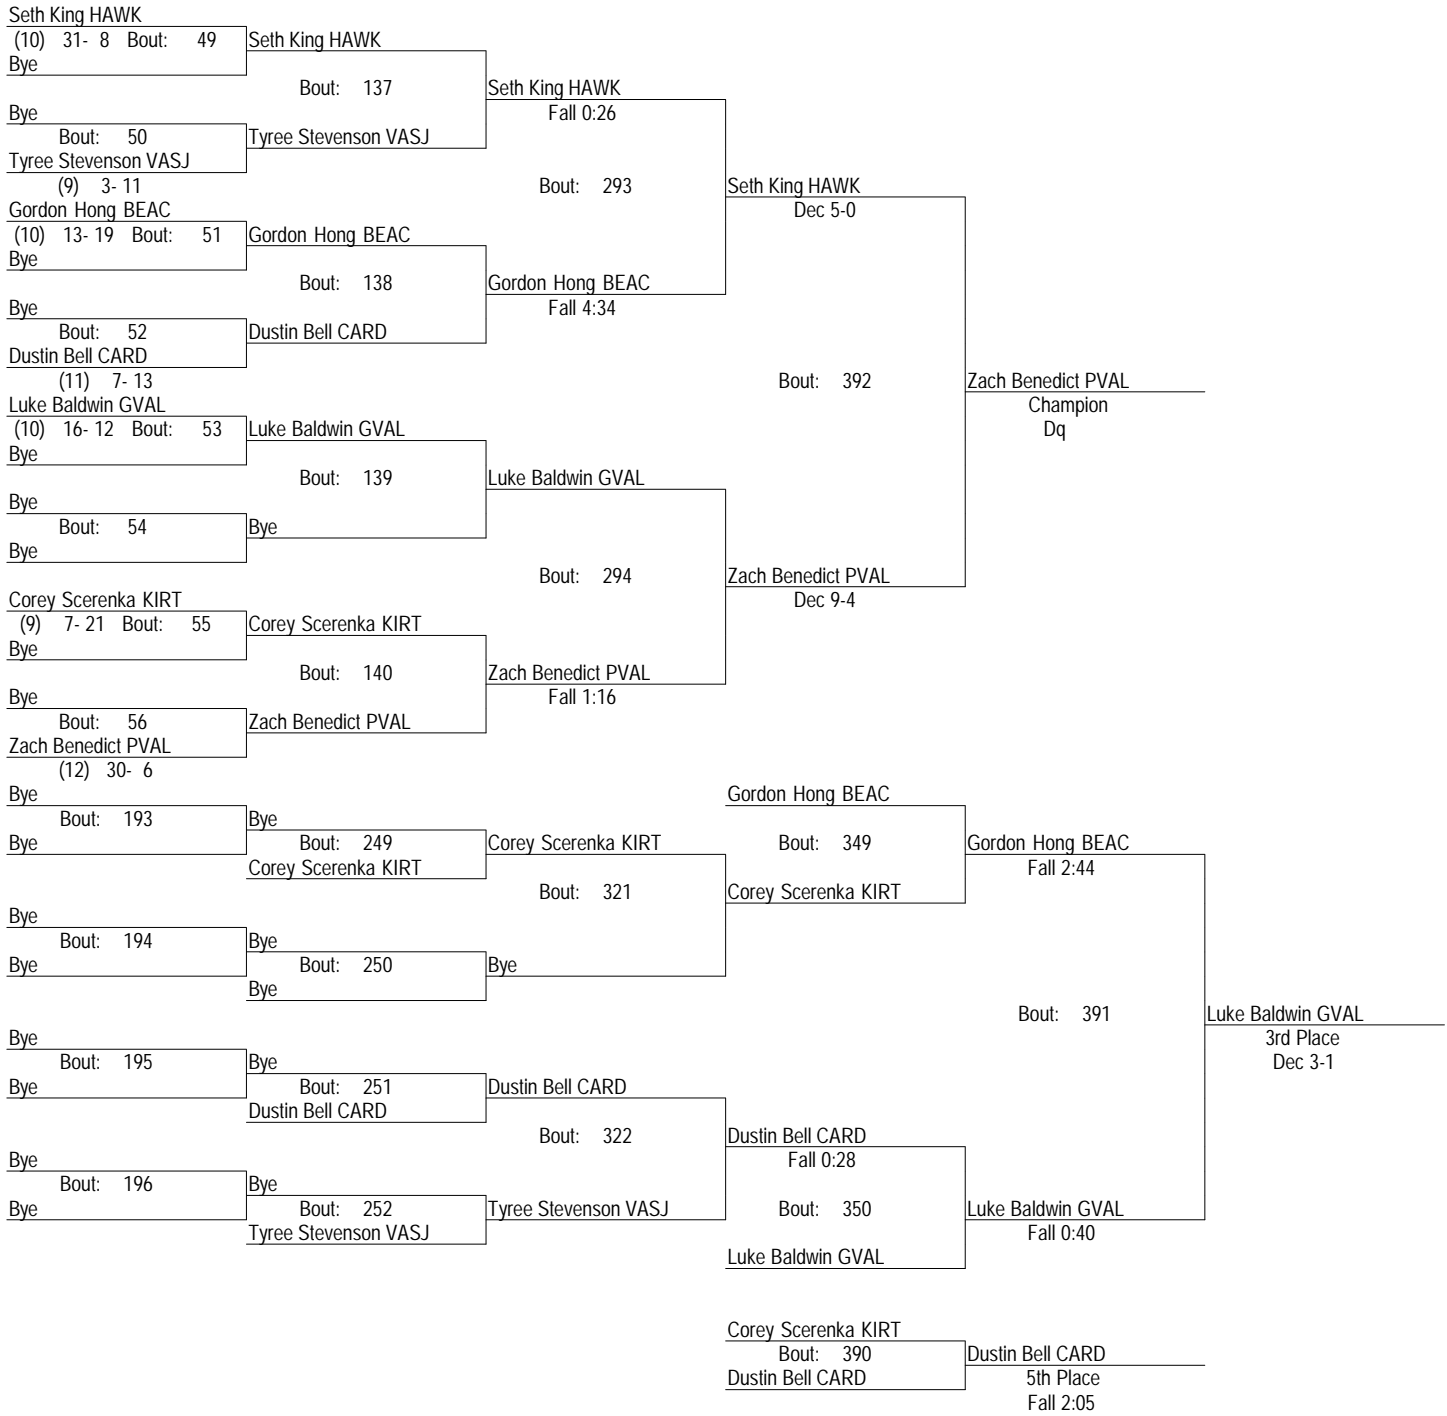 Seth King HAWK
(10) 31- 8 Bout: 49 Seth King HAWK
Bye
Bout: 137 Seth King HAWK
Bye Fall 0:26
Bout: 50 Tyree Stevenson VASJ
Tyree Stevenson VASJ
(9) 3- 11 Bout: 293 Seth King HAWK
Gordon Hong BEAC Dec 5-0
(10) 13- 19 Bout: 51 Gordon Hong BEAC
Bye
Bout: 138 Gordon Hong BEAC
Bye Fall 4:34
Bout: 52 Dustin Bell CARD
Dustin Bell CARD
(11) 7- 13 Bout: 392 Zach Benedict PVAL
Luke Baldwin GVAL Champion
(10) 16- 12 Bout: 53 Luke Baldwin GVAL Dq
Bye
Bout: 139 Luke Baldwin GVAL
Bye
Bout: 54 Bye
Bye
Bout: 294 Zach Benedict PVAL
Corey Scerenka KIRT Dec 9-4
(9) 7- 21 Bout: 55 Corey Scerenka KIRT
Bye
Bout: 140 Zach Benedict PVAL
Bye Fall 1:16
Bout: 56 Zach Benedict PVAL
Zach Benedict PVAL
(12) 30- 6
Bye Gordon Hong BEAC
Bout: 193 Bye
Bye Bout: 249 Corey Scerenka KIRT Bout: 349 Gordon Hong BEAC
Corey Scerenka KIRT Fall 2:44
Bout: 321 Corey Scerenka KIRT
Bye
Bout: 194 Bye
Bye Bout: 250 Bye
Bye
Bout: 391 Luke Baldwin GVAL
Bye 3rd Place
Bout: 195 Bye Dec 3-1
Bye Bout: 251 Dustin Bell CARD
Dustin Bell CARD
Bout: 322 Dustin Bell CARD
Bye Fall 0:28
Bout: 196 Bye
Bye Bout: 252 Tyree Stevenson VASJ Bout: 350 Luke Baldwin GVAL
Tyree Stevenson VASJ Fall 0:40
Luke Baldwin GVAL
Corey Scerenka KIRT
Bout: 390 Dustin Bell CARD
Dustin Bell CARD 5th Place
Fall 2:05